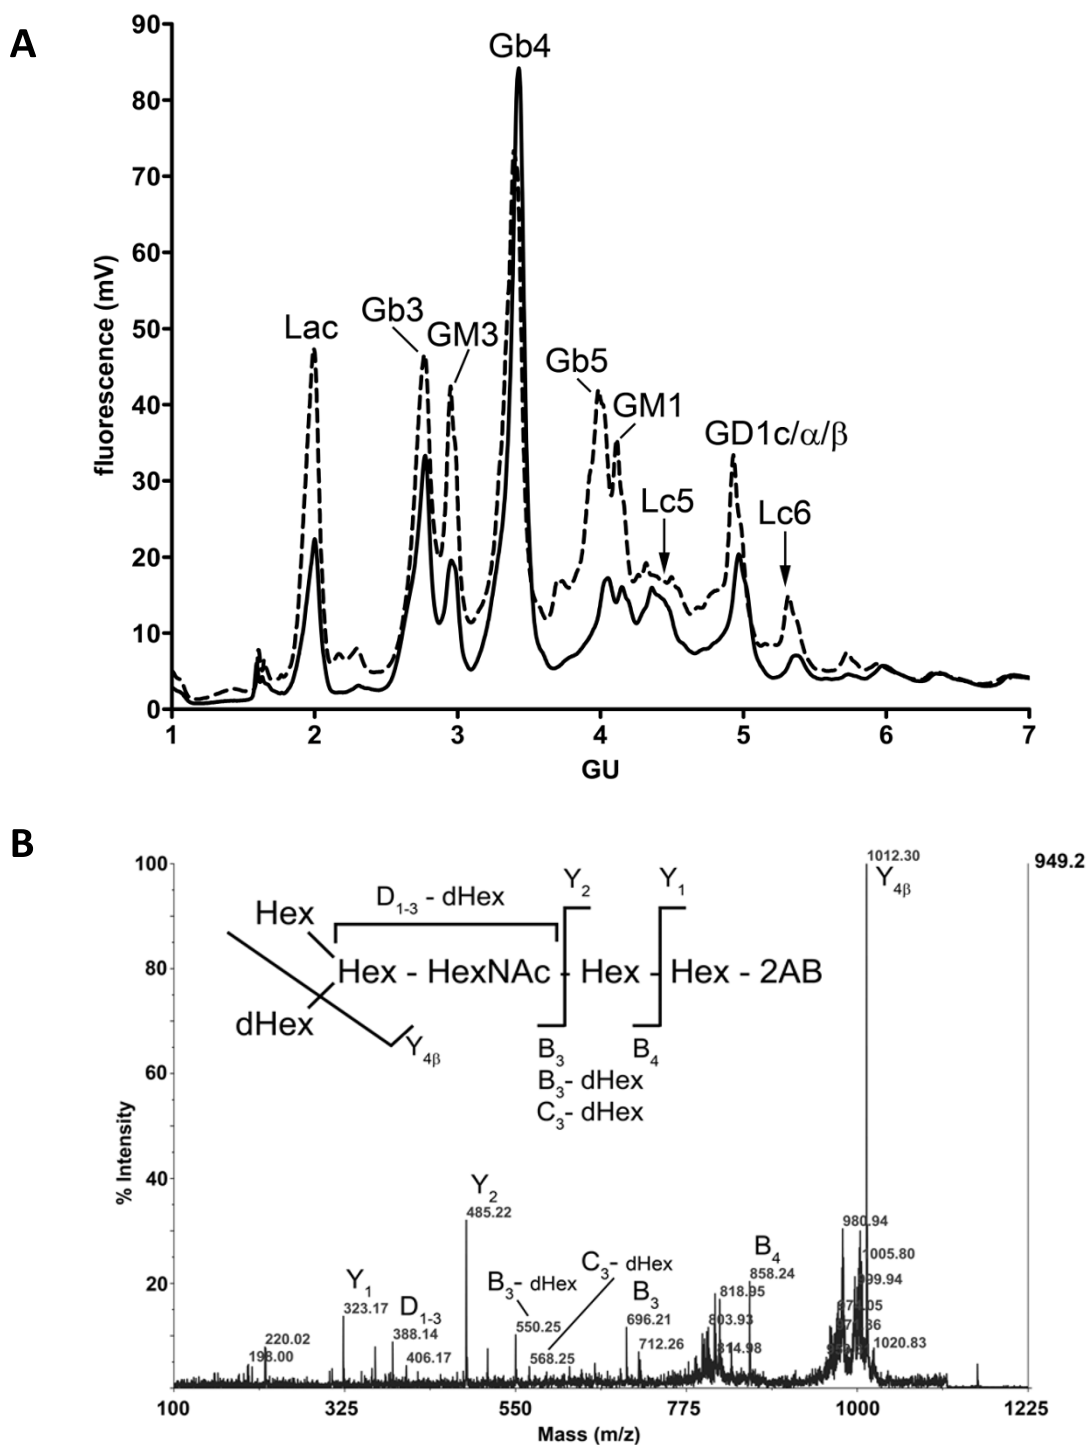 A
90
80
70
60
50
40
30
20
10
0
fluorescence (mV)
Lac
Gb3
GM3
Gb4
Gb5
GM1
Lc5
GD1c/α/β
Lc6
1 2 3 4 5 6 7
GU
B
100
80
60
40
20
% Intensity
949.2
D1-3 - dHex
Y2
Y1
Hex
Hex - HexNAc - Hex - Hex - 2AB
dHex
Y4β
B3
B4
B3- dHex
C3- dHex
1012.30
Y4β
Y2
485.22
Y1
323.17
D1-3
388.14
406.17
220.02
198.00
B3- dHex
550.25
C3- dHex
568.25
B3
696.21
712.26
B4
858.24
818.95
803.93
814.98
980.94
1005.80
999.94
1020.83
100 325 550 775 1000 1225
Mass (m/z)